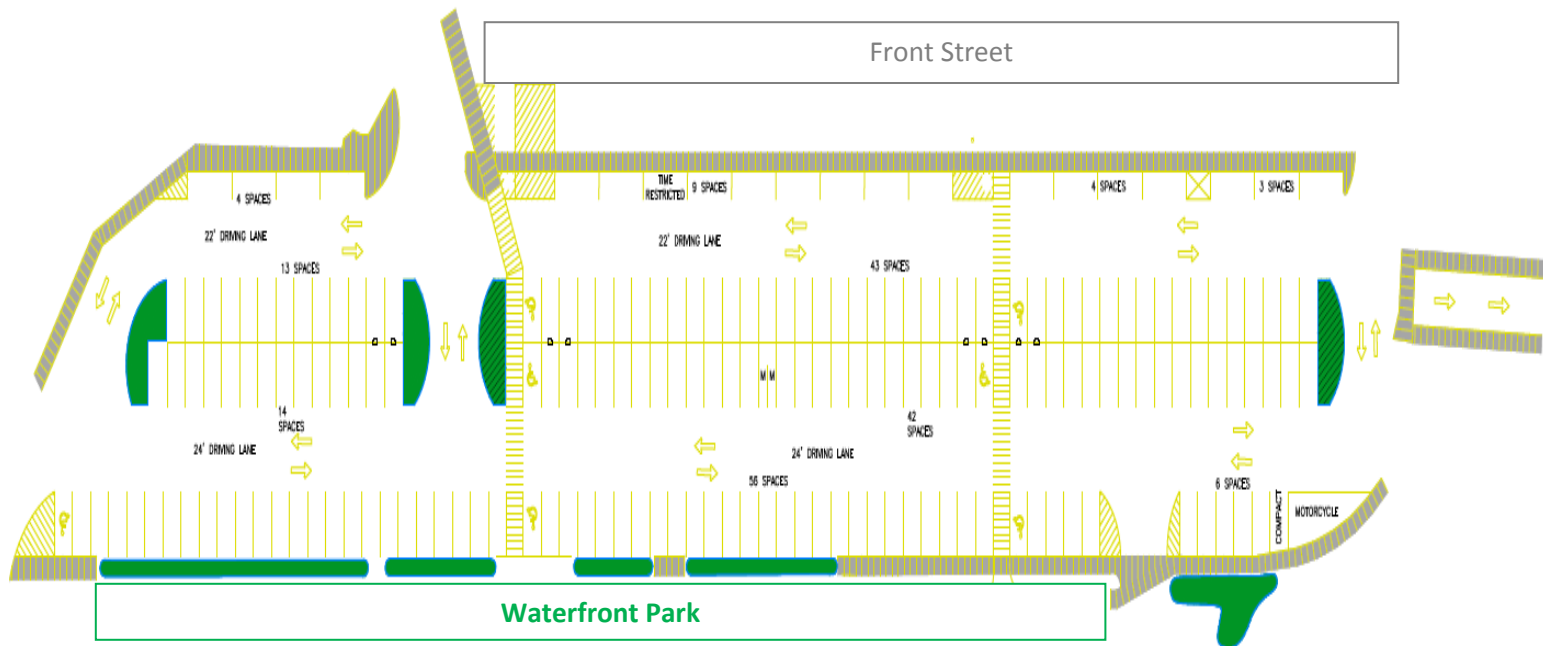 Front Street
TIME
RESTRICTED
9 SPACES
4 SPACES
3 SPACES
4 SPACES
22' DRIVING LANE
22' DRIVING LANE
13 SPACES
43 SPACES
M M
14
SPACES
42
SPACES
24' DRIVING LANE
24' DRIVING LANE
56 SPACES
6 SPACES
COMPACT
MOTORCYCLE
Waterfront Park